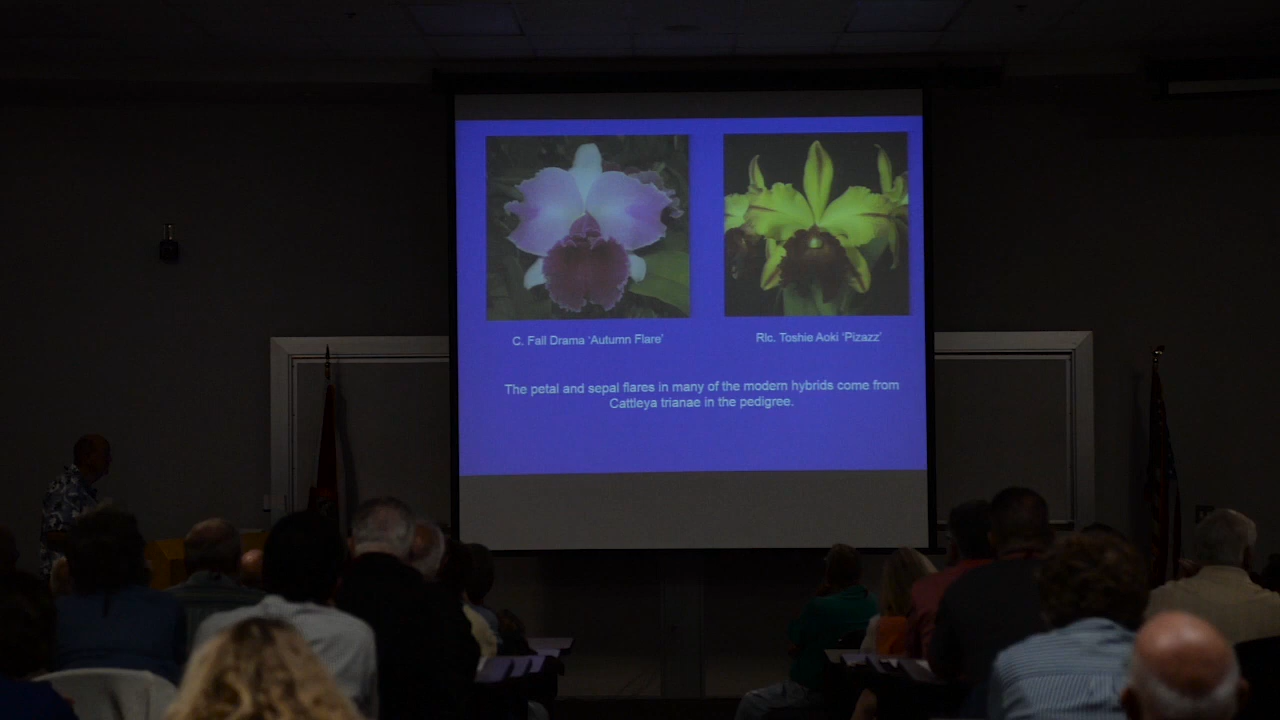 C. Fall Drama ‘Autumn Flare’
Rlc. Toshie Aoki ‘Pizazz’
The petal and sepal flares in many of the modern hybrids come from
Cattleya trianae in the pedigree.